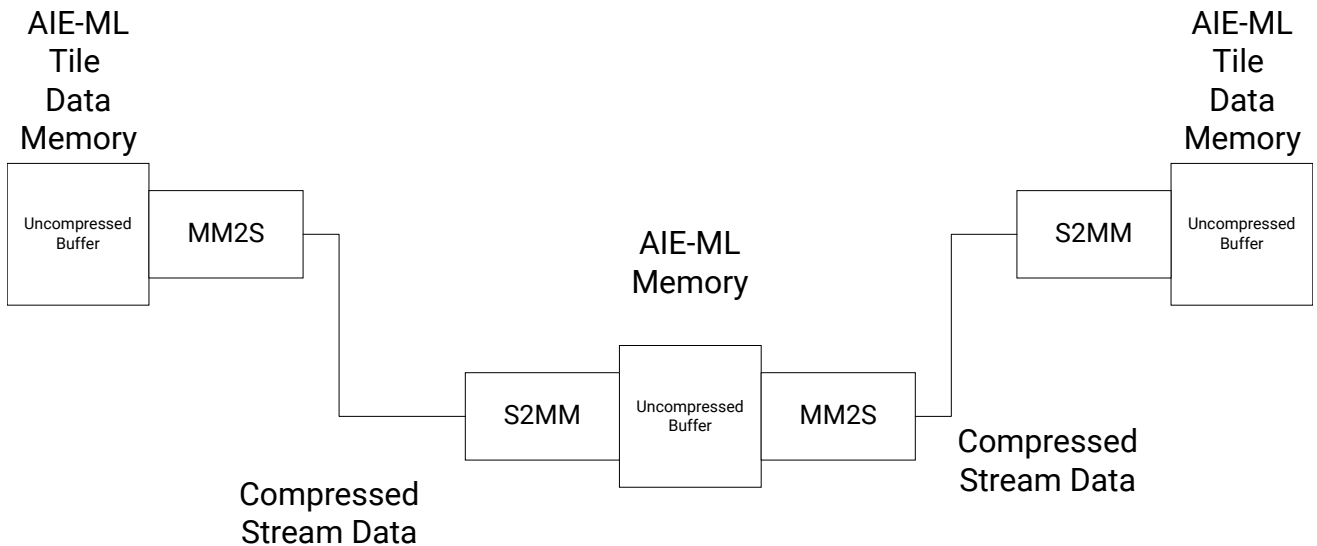 AIE-ML
Tile
Data
Memory
Uncompressed
Buffer
MM2S
AIE-ML
Memory
S2MM
Uncompressed
Buffer
MM2S
Compressed
Stream Data
Compressed
Stream Data
AIE-ML
Tile
Data
Memory
S2MM
Uncompressed
Buffer